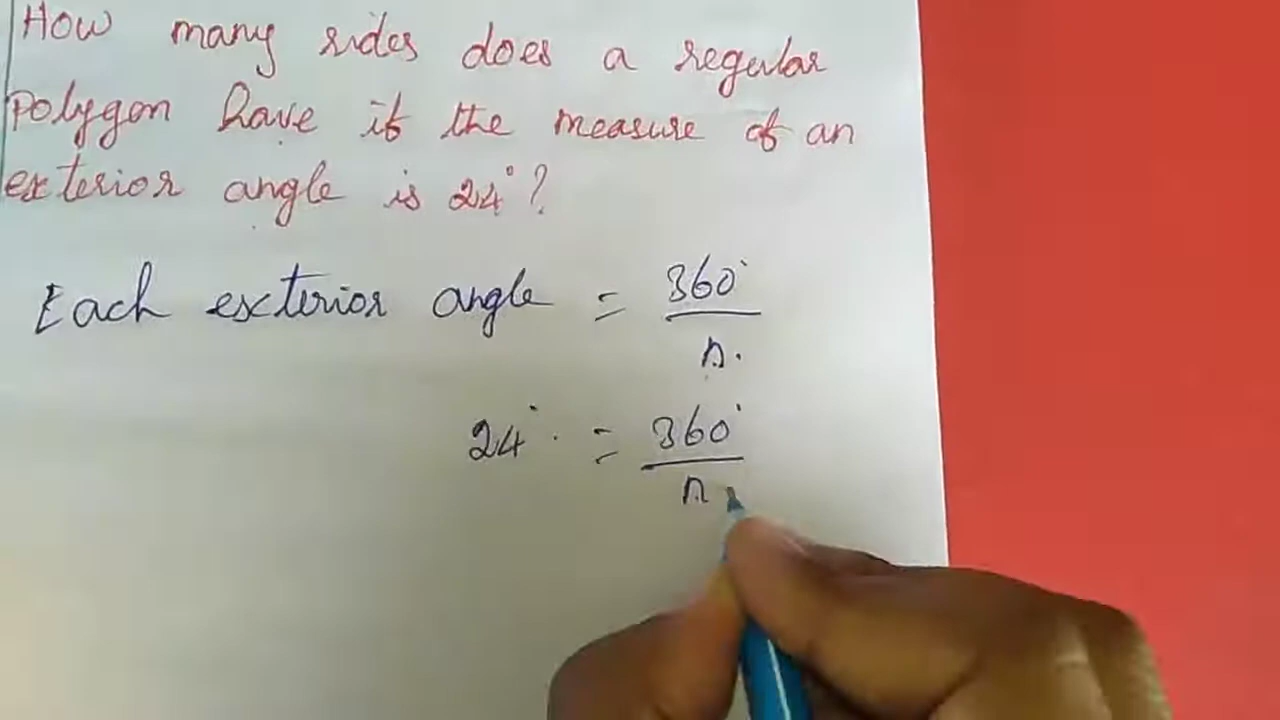 How many sides does a regular
Polygon have if the measure of an
exterior angle is 24°?
Each exterior angle = 360° / n.
24° = 360° / n